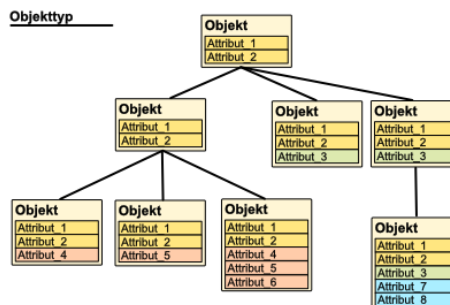 Objekttyp
Objekt
Attribut_1
Attribut_2
Objekt
Attribut_1
Attribut_2
Objekt
Attribut_1
Attribut_2
Attribut_3
Objekt
Attribut_1
Attribut_2
Attribut_3
Objekt
Attribut_1
Attribut_2
Attribut_4
Objekt
Attribut_1
Attribut_2
Attribut_5
Objekt
Attribut_1
Attribut_2
Attribut_4
Attribut_5
Attribut_6
Objekt
Attribut_1
Attribut_2
Attribut_3
Attribut_7
Attribut_8